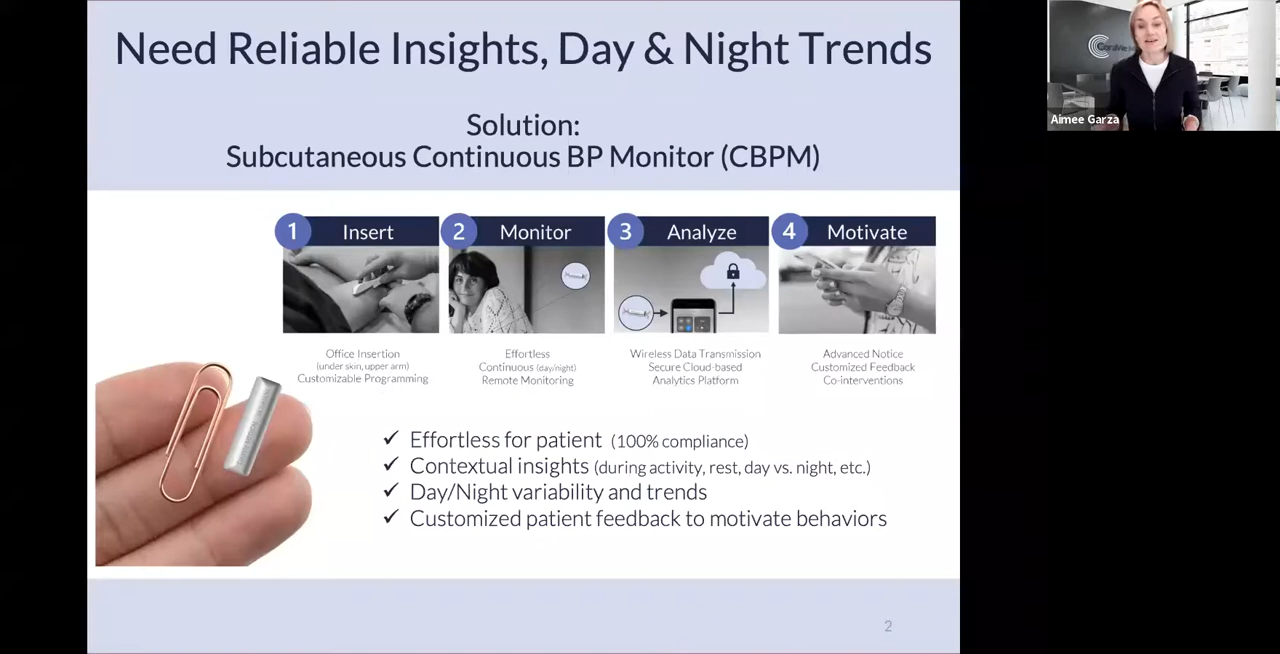 Need Reliable Insights, Day & Night Trends
Solution:
Subcutaneous Continuous BP Monitor (CBPM)
1 Insert
2 Monitor
3 Analyze
4 Motivate
Office Insertion
(under skin, upper arm)
Customizable Programming
Effortless
Continuous (day/night)
Remote Monitoring
Wireless Data Transmission
Secure Cloud-based
Analytics Platform
Advanced Notice
Customized Feedback
Co-interventions
✓ Effortless for patient (100% compliance)
✓ Contextual insights (during activity, rest, day vs. night, etc.)
✓ Day/Night variability and trends
✓ Customized patient feedback to motivate behaviors
2
Aimee Garza